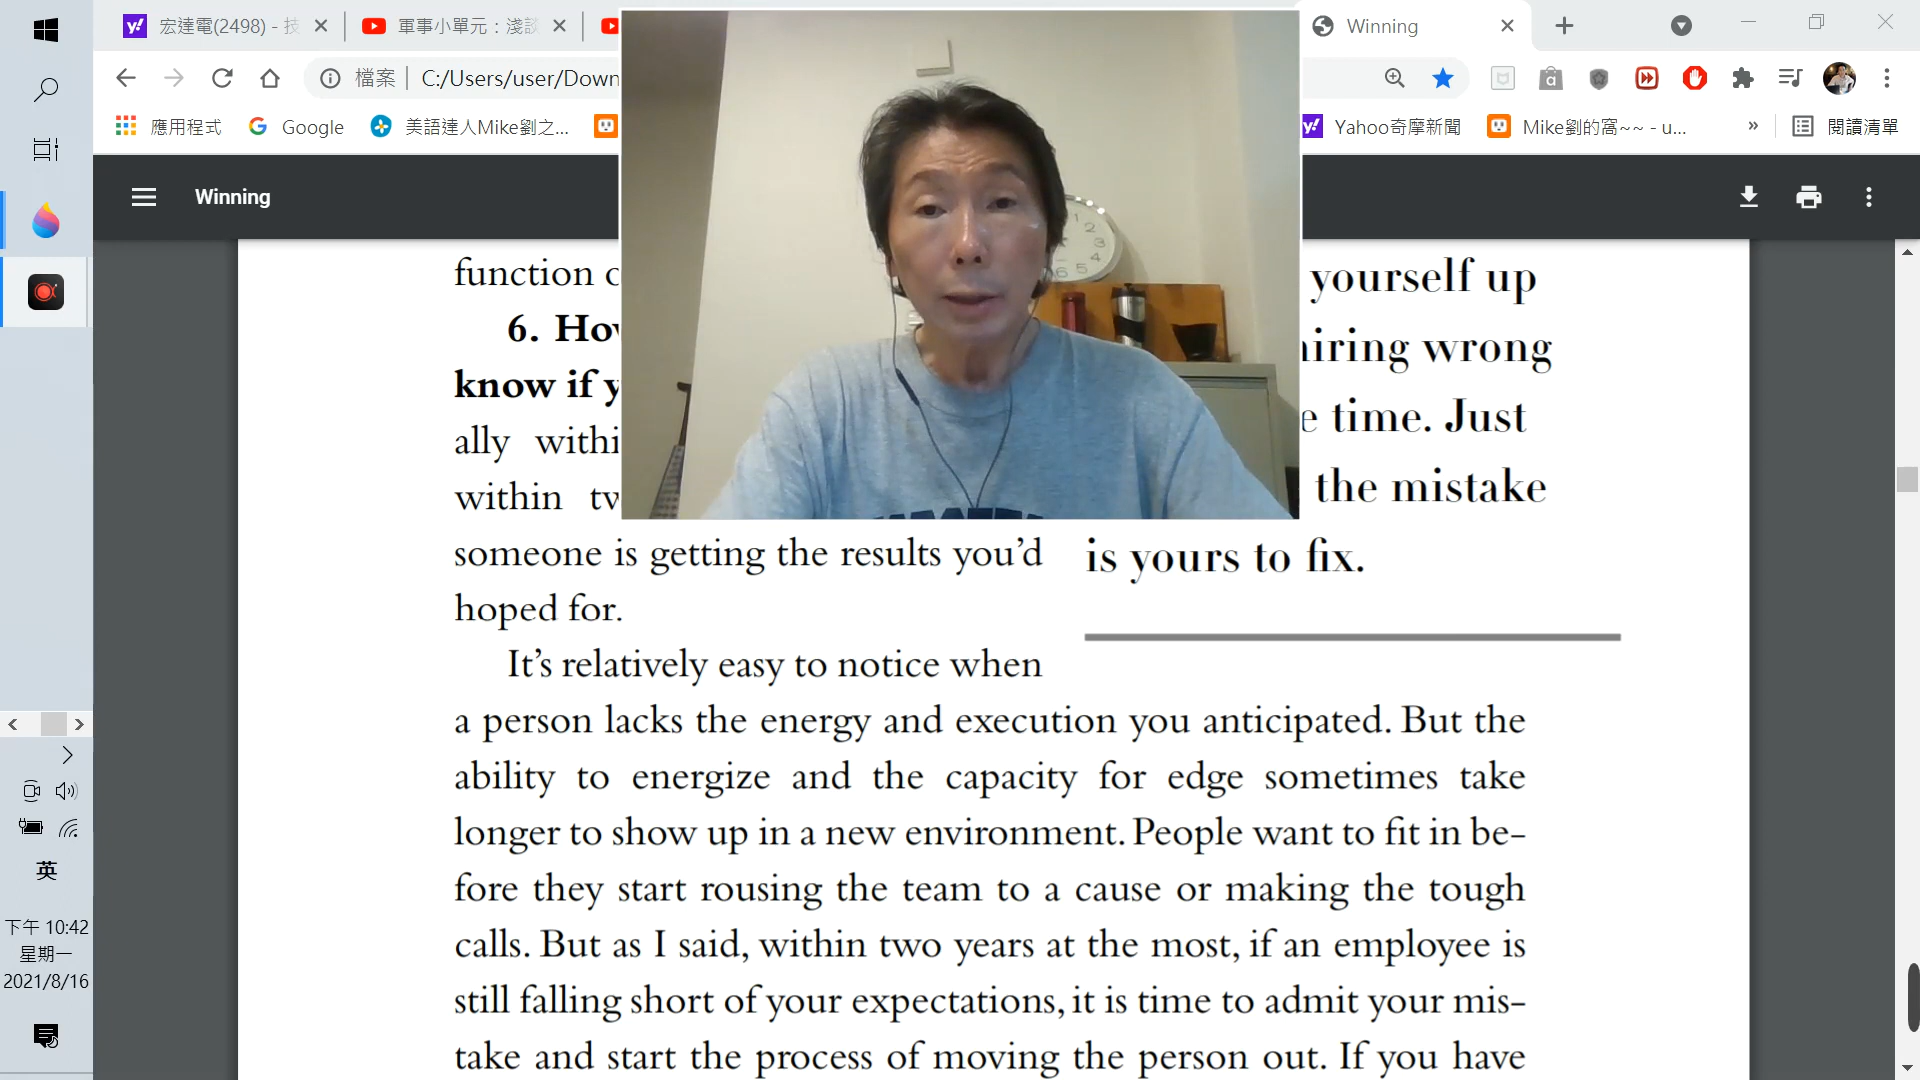 宏達電(2498) - 技
軍事小單元：淺談
Winning
檔案
C:/Users/user/Down
應用程式
Google
美語達人Mike劉之...
Yahoo奇摩新聞
Mike劉的窩~~ - u...
»
閱讀清單
Winning
function
6. How
know if
ally
within
someone is getting the results you’d
hoped for.
It’s relatively easy to notice when
yourself up
hiring wrong
time. Just
the mistake
is yours to fix.
a person lacks the energy and execution you anticipated. But the
ability to energize and the capacity for edge sometimes take
longer to show up in a new environment. People want to fit in be-
fore they start rousing the team to a cause or making the tough
calls. But as I said, within two years at the most, if an employee is
still falling short of your expectations, it is time to admit your mis-
take and start the process of moving the person out. If you have
1
2
3
4
5
6
英
下午 10:42
星期一
2021/8/16